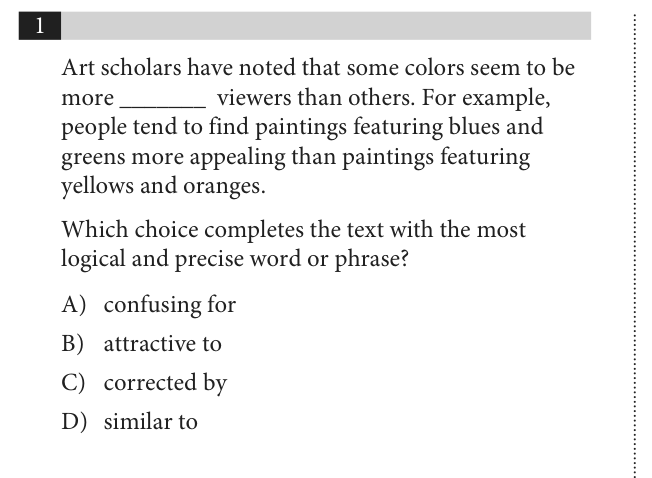 1
Art scholars have noted that some colors seem to be
more _______ viewers than others. For example,
people tend to find paintings featuring blues and
greens more appealing than paintings featuring
yellows and oranges.
Which choice completes the text with the most
logical and precise word or phrase?
A) confusing for
B) attractive to
C) corrected by
D) similar to